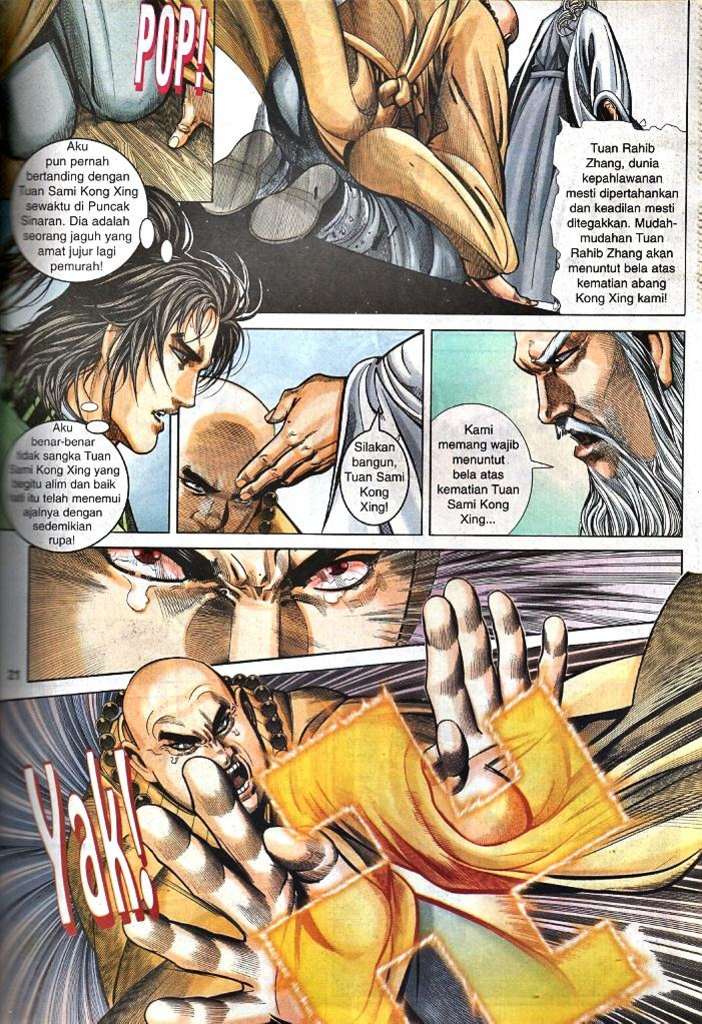 POP!
Aku
pun pernah
bertanding dengan
Tuan Sami Kong Xing
sewaktu di Puncak
Sinaran. Dia adalah
seorang jaguh yang
amat jujur lagi
pemurah!
Tuan Rahib
Zhang, dunia
kepahlawanan
mesti dipertahankan
dan keadilan mesti
ditegakkan. Mudah-
mudahan Tuan
Rahib Zhang akan
menuntut bela atas
kematian abang
Kong Xing kami!
Aku
benar-benar
tidak sangka Tuan
Sami Kong Xing yang
begitu alim dan baik
hati itu telah menemui
ajalnya dengan
sedemikian
rupa!
Silakan
bangun,
Tuan Sami
Kong
Xing!
Kami
memang wajib
menuntut
bela atas
kematian Tuan
Sami Kong
Xing...
21
Yak!